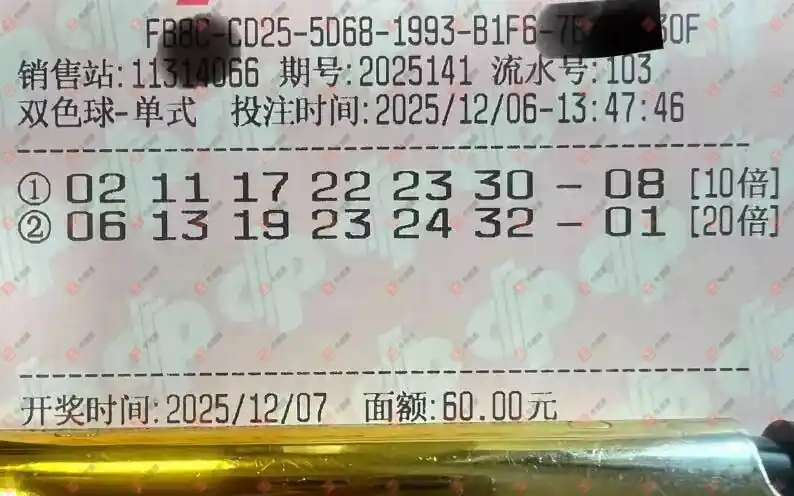 FB8C-CD25-5D68-1993-B1F6-7 30F
销售站:11314066 期号:2025141 流水号:103
双色球-单式 投注时间:2025/12/06-13:47:46
① 02 11 17 22 23 30 - 08 [10倍]
② 06 13 19 23 24 32 - 01 [20倍]
开奖时间:2025/12/07 面额:60.00元